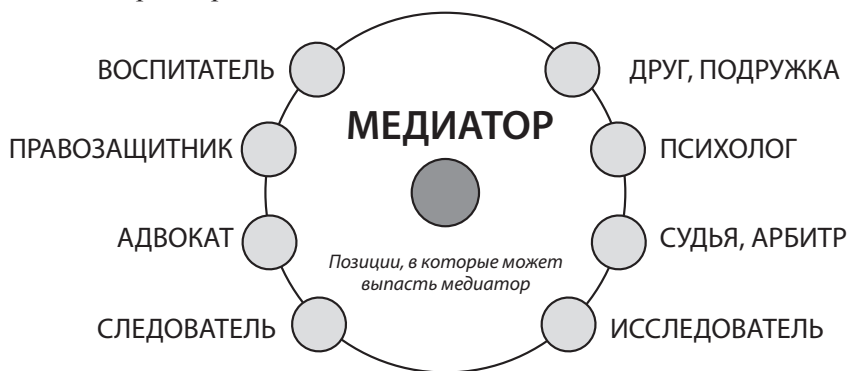 ВОСПИТАТЕЛЬ
ДРУГ, ПОДРУЖКА
МЕДИАТОР
ПРАВОЗАЩИТНИК
ПСИХОЛОГ
АДВОКАТ
СУДЬЯ, АРБИТР
Позиции, в которые может
выпасть медиатор
СЛЕДОВАТЕЛЬ
ИССЛЕДОВАТЕЛЬ